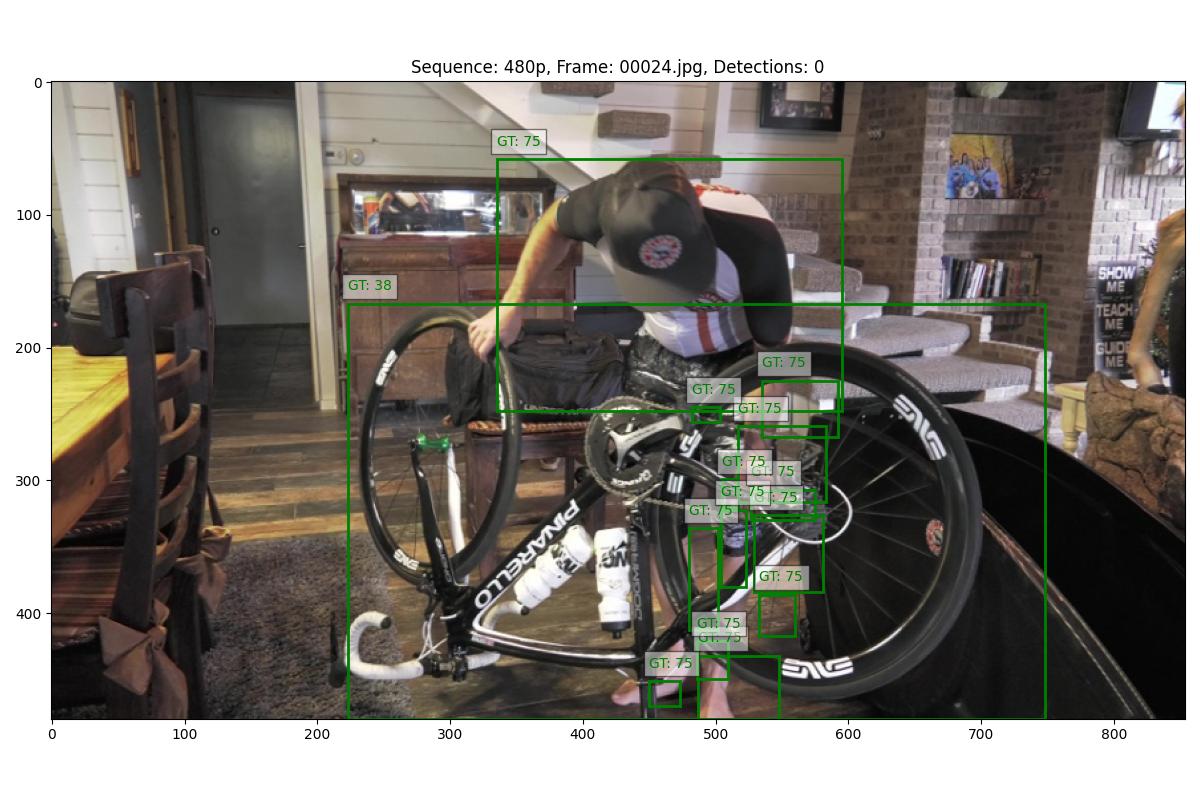 Sequence: 480p, Frame: 00024.jpg, Detections: 0
GT: 75
GT: 38
GT: 75
GT: 75
GT: 75
GT: 75
GT: 75
GT: 75
GT: 75
GT: 75
GT: 75
GT: 75
GT: 75
GT: 75
SHOW
ME
TEACH
ME
GUIDE
ME
PINARELLO
0
100
200
300
400
0
100
200
300
400
500
600
700
800